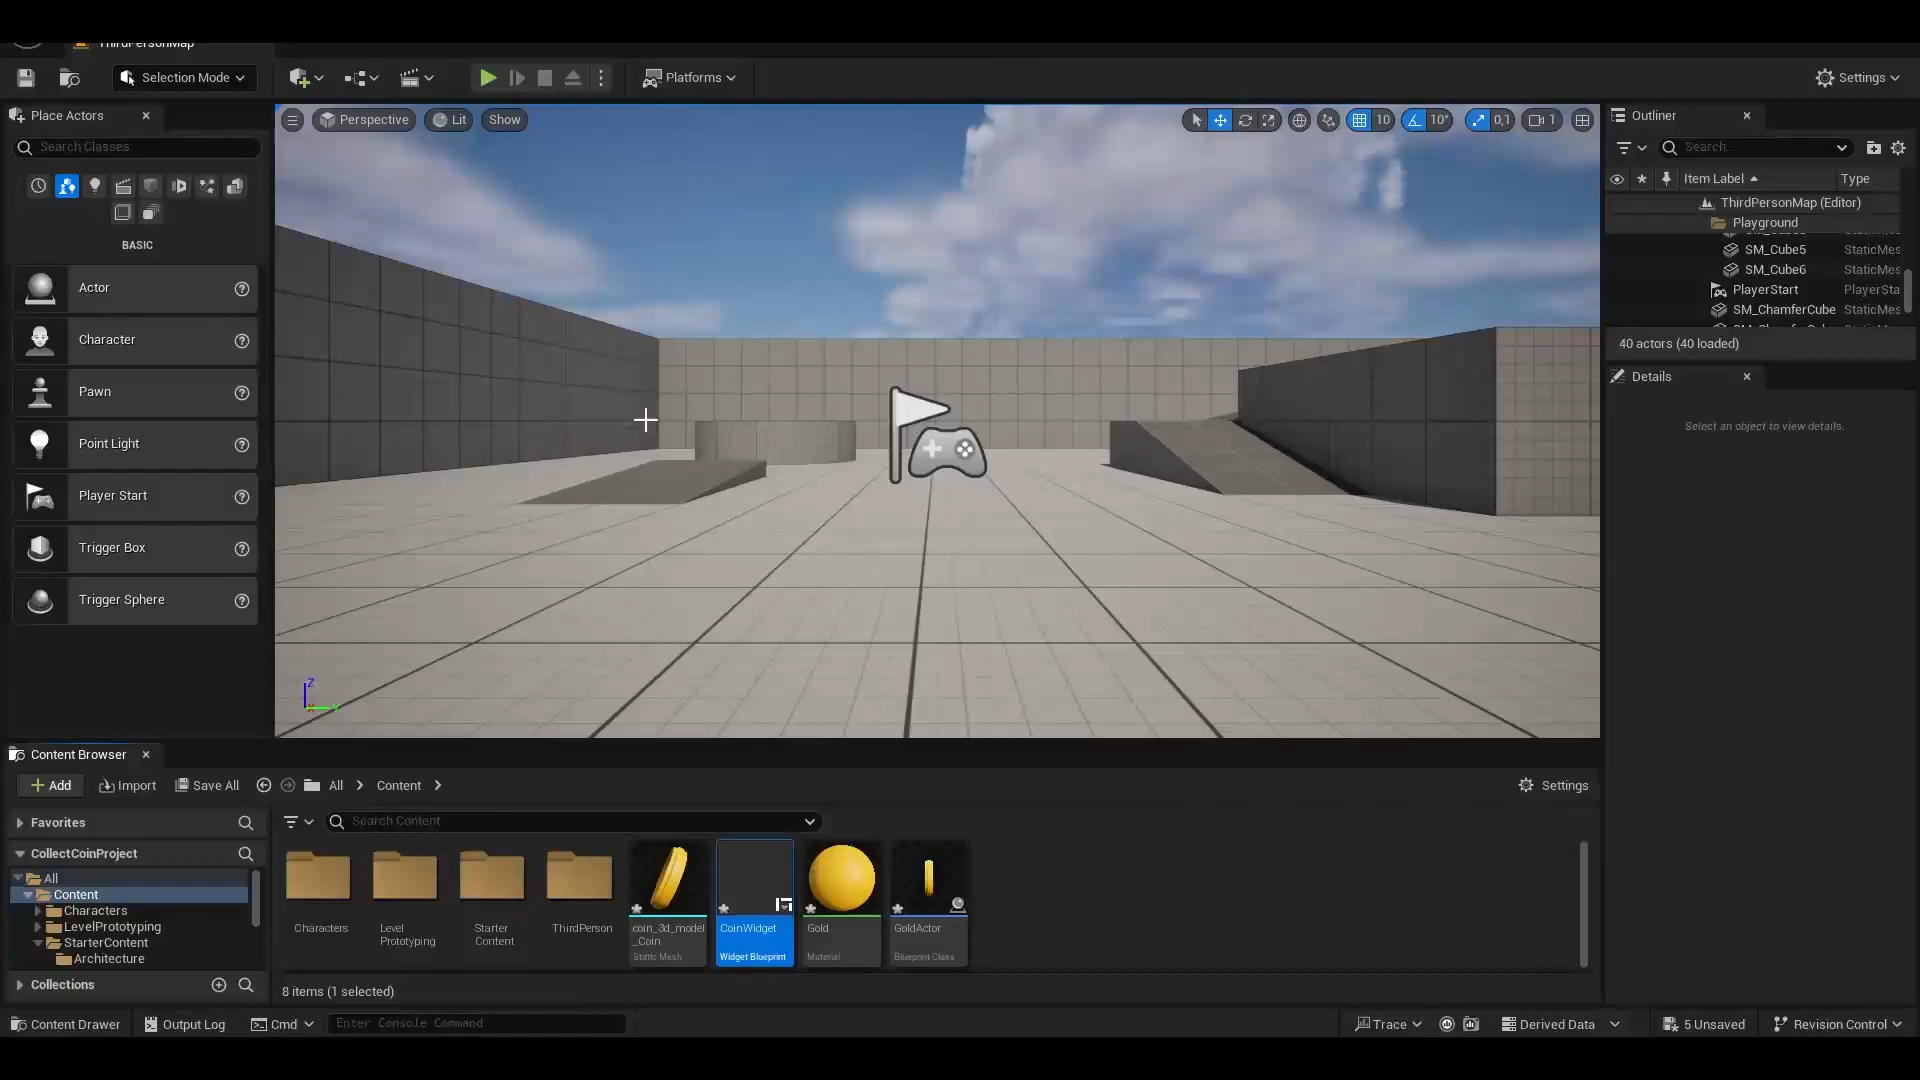 ThirdPersonMap
Selection Mode
Platforms
Settings
Place Actors
Search Classes
BASIC
Actor
Character
Pawn
Point Light
Player Start
Trigger Box
Trigger Sphere
Perspective
Lit
Show
10
10°
0,1
1
Z
Outliner
Search...
Item Label
Type
ThirdPersonMap (Editor)
Playground
SM_Cube5
StaticMes
SM_Cube6
StaticMes
PlayerStart
PlayerSta
SM_ChamferCube
StaticMes
40 actors (40 loaded)
Details
Select an object to view details.
Content Browser
Add
Import
Save All
All
Content
Settings
Favorites
CollectCoinProject
All
Content
Characters
LevelPrototyping
StarterContent
Architecture
Collections
Search Content
Characters
Level
Prototyping
Starter
Content
ThirdPerson
coin_3d_model
_Coin
Static Mesh
CoinWidget
Widget Blueprint
Gold
Material
GoldActor
Blueprint Class
8 items (1 selected)
Content Drawer
Output Log
Cmd
Enter Console Command
Trace
Derived Data
5 Unsaved
Revision Control